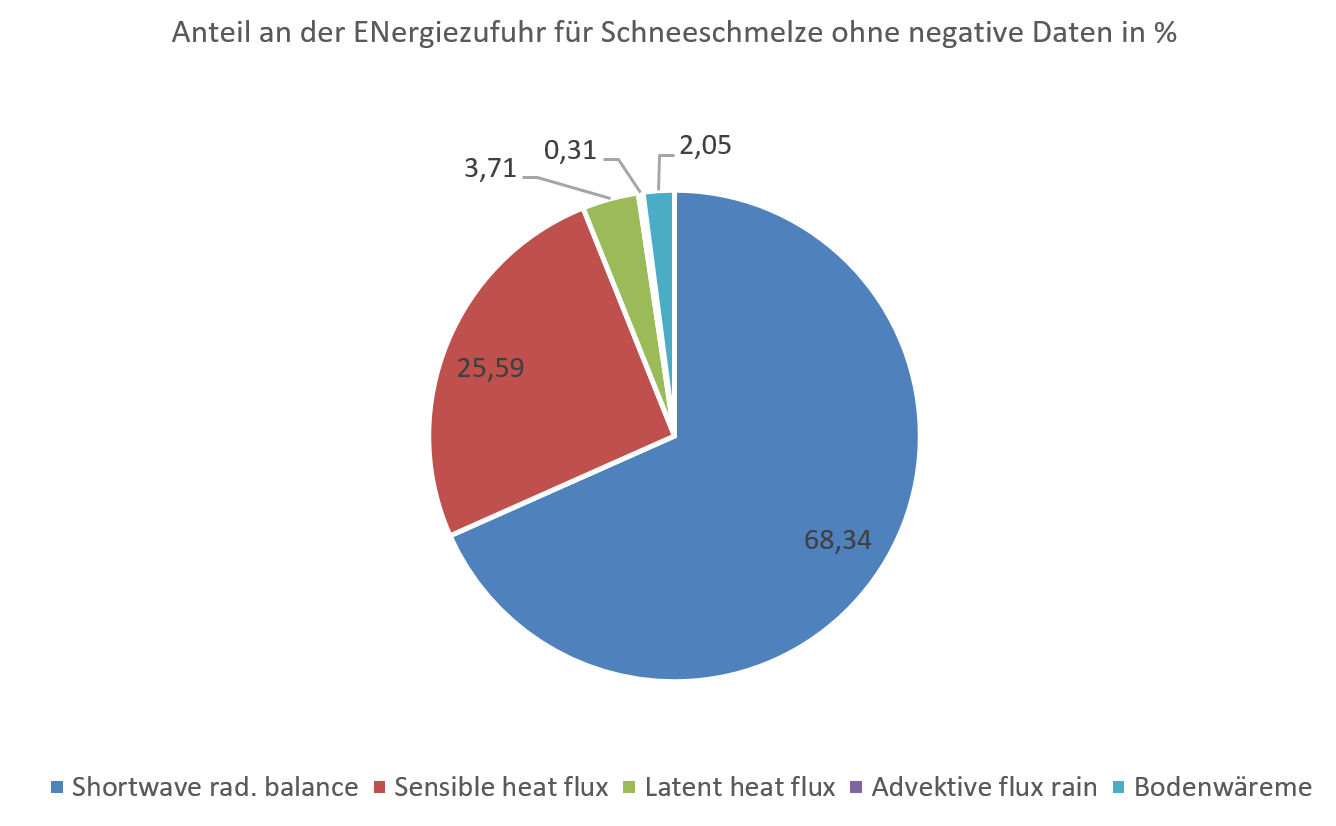 Anteil an der ENergiezufuhr für Schneeschmelze ohne negative Daten in %
3,71
0,31
2,05
25,59
68,34
Shortwave rad. balance Sensible heat flux Latent heat flux Advektive flux rain Bodenwäreme